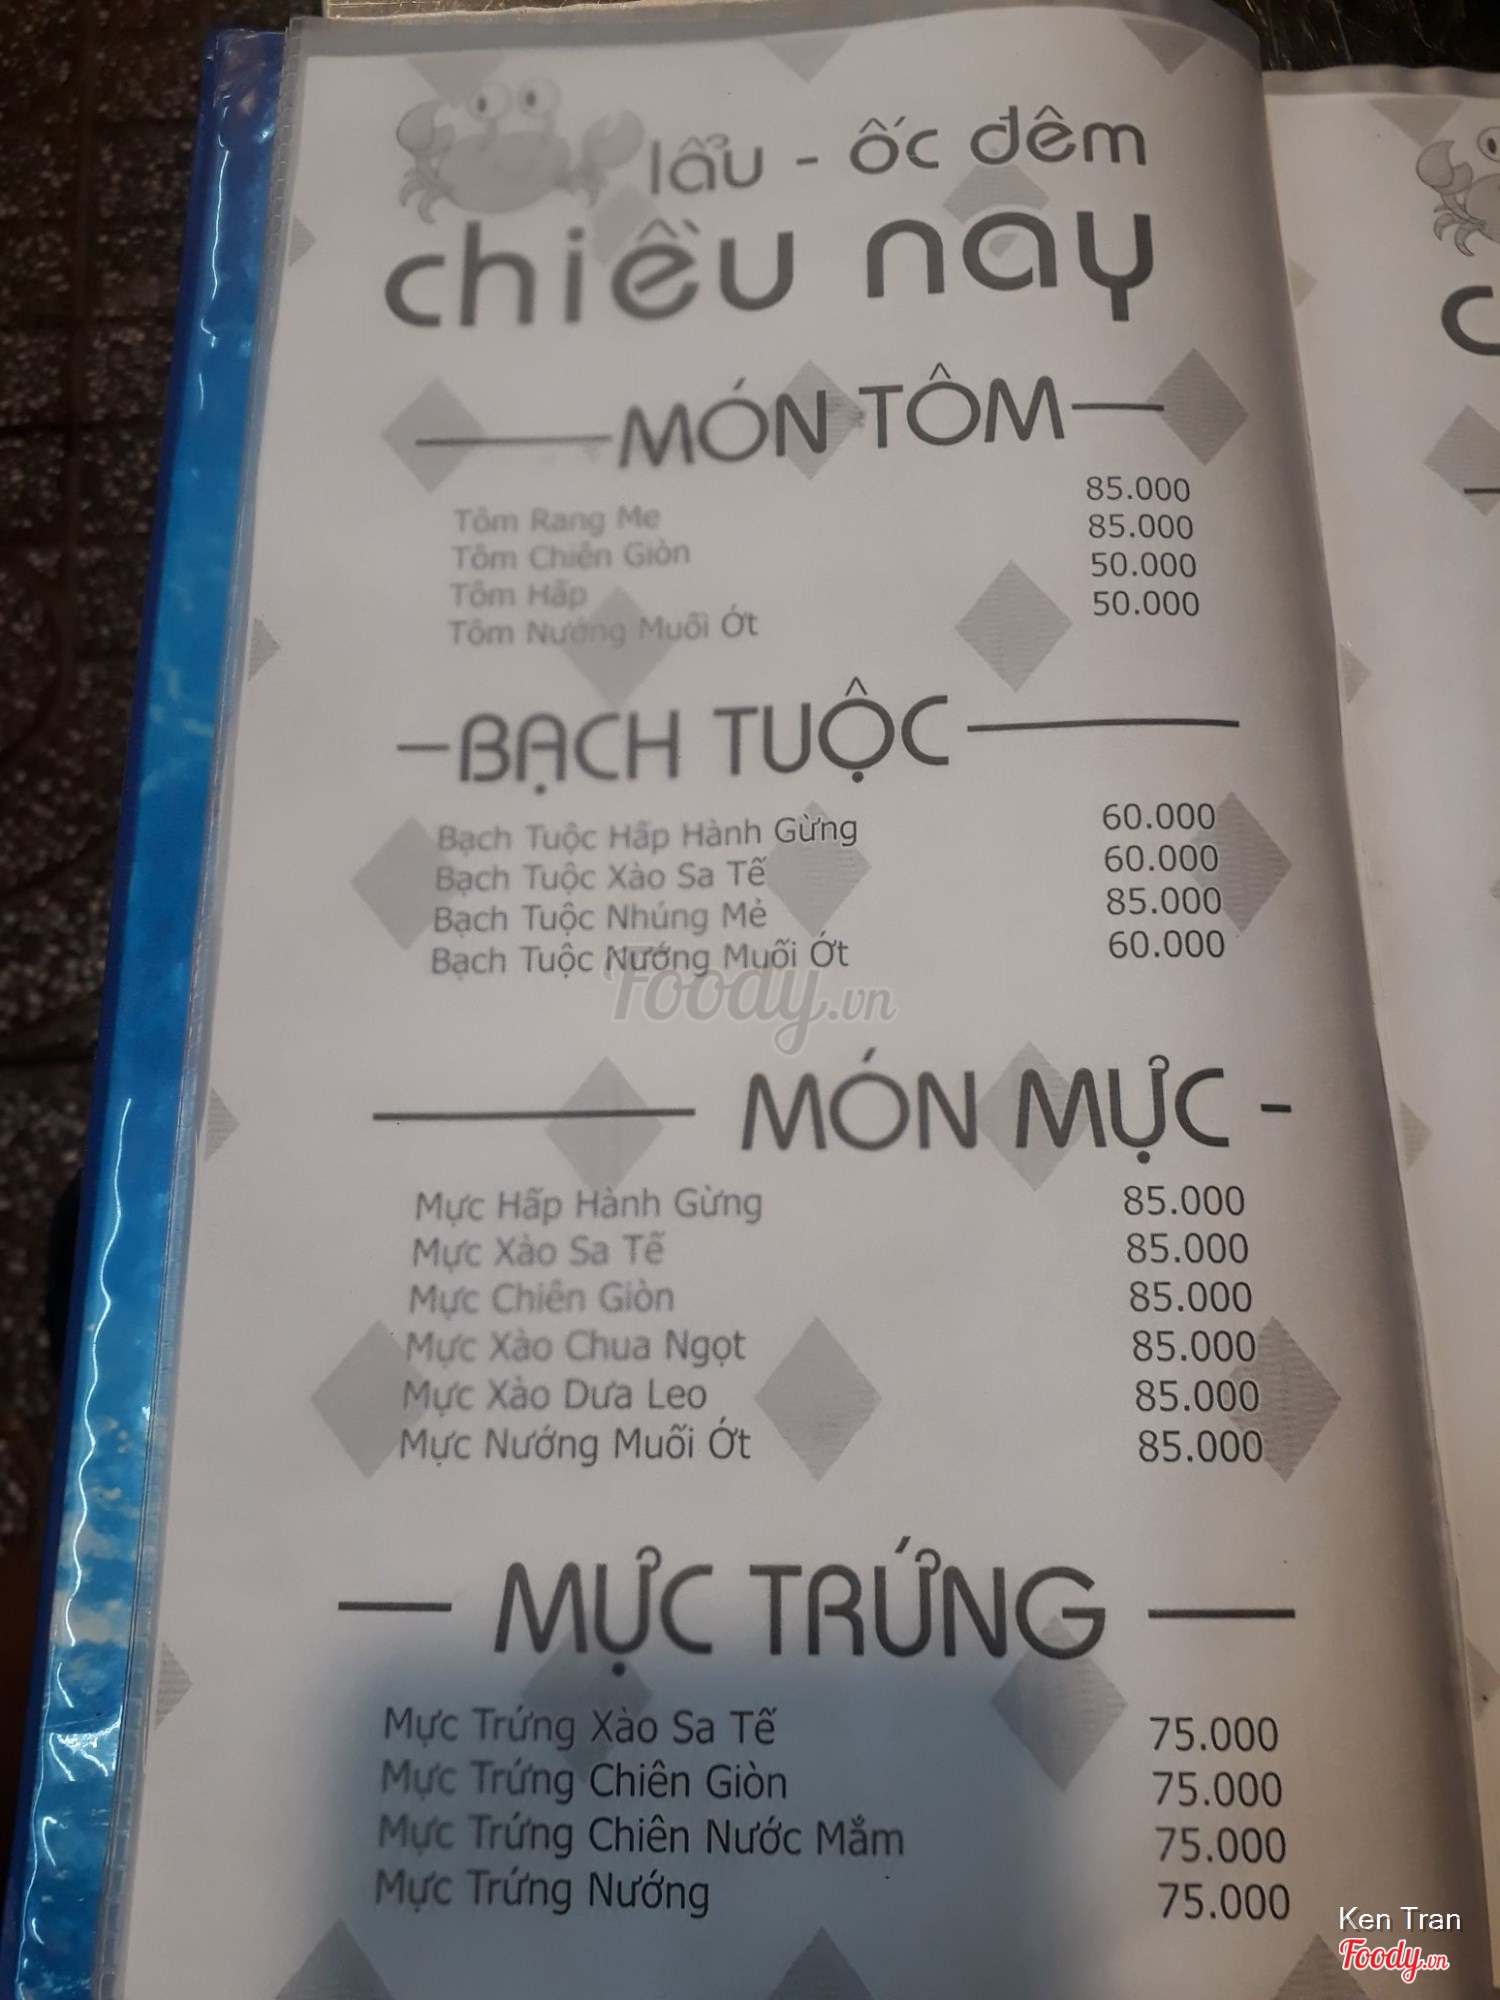 lẩu - ốc đêm
chiều nay
MÓN TÔM
Tôm Rang Me 85.000
Tôm Chiên Giòn 85.000
Tôm Hấp 50.000
Tôm Nướng Muối Ớt 50.000
BẠCH TUỘC
Bạch Tuộc Hấp Hành Gừng 60.000
Bạch Tuộc Xào Sa Tế 60.000
Bạch Tuộc Nhúng Mẻ 85.000
Bạch Tuộc Nướng Muối Ớt 60.000
Foody.vn
MÓN MỰC
Mực Hấp Hành Gừng 85.000
Mực Xào Sa Tế 85.000
Mực Chiên Giòn 85.000
Mực Xào Chua Ngọt 85.000
Mực Xào Dưa Leo 85.000
Mực Nướng Muối Ớt 85.000
MỰC TRỨNG
Mực Trứng Xào Sa Tế 75.000
Mực Trứng Chiên Giòn 75.000
Mực Trứng Chiên Nước Mắm 75.000
Mực Trứng Nướng 75.000
Ken Tran
Foody.vn